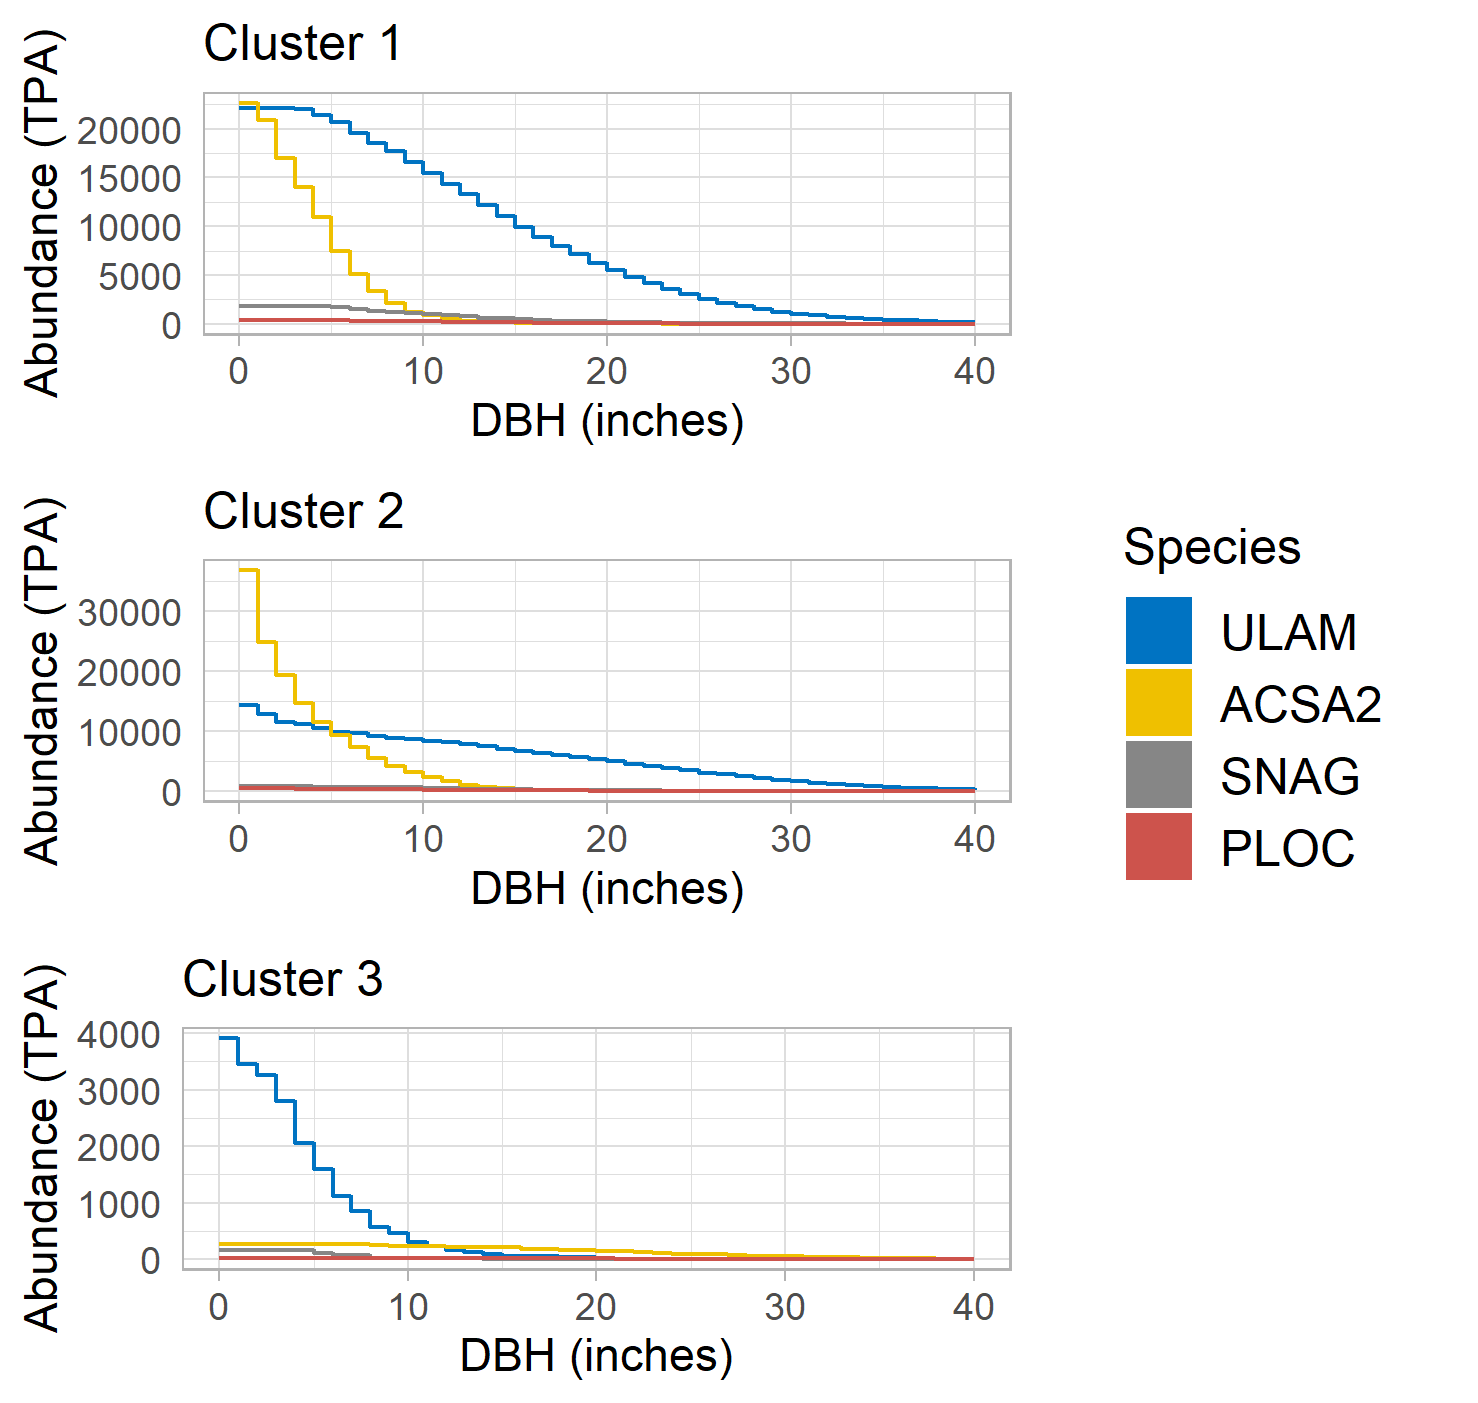 Cluster 1
Abundance (TPA)
20000
15000
10000
5000
0
0 10 20 30 40
DBH (inches)
Cluster 2
Abundance (TPA)
30000
20000
10000
0
0 10 20 30 40
DBH (inches)
Species
ULAM
ACSA2
SNAG
PLOC
Cluster 3
Abundance (TPA)
4000
3000
2000
1000
0
0 10 20 30 40
DBH (inches)